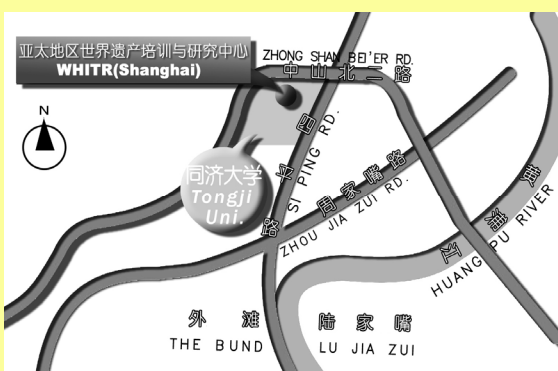 亚太地区世界遗产培训与研究中心
WHITR(Shanghai)
ZHONG SHAN BEI'ER RD.
中山北二路
N
四平路
SI PING RD.
同济大学
Tongji
Uni.
周家嘴路
ZHOU JIA ZUI RD.
黄浦江
HUANG PU RIVER
外滩
THE BUND
陆家嘴
LU JIA ZUI